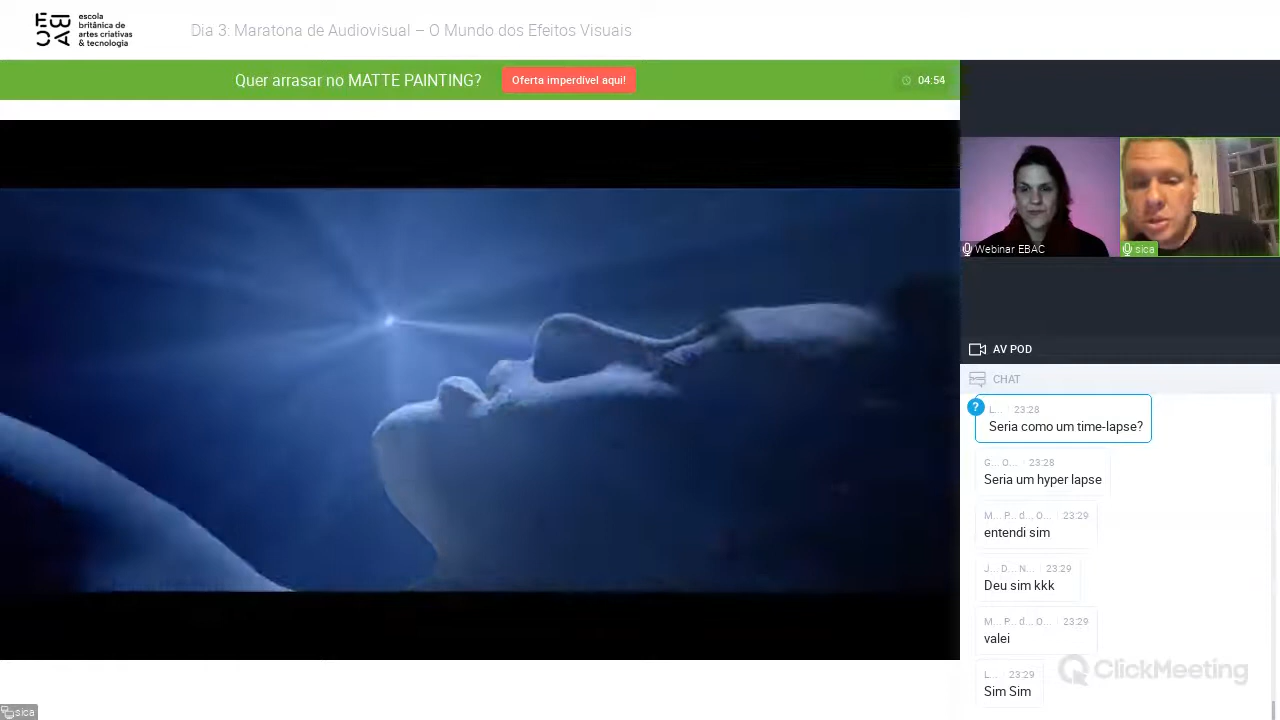 escola
britânica de
artes criativas
& tecnologia
Dia 3: Maratona de Audiovisual – O Mundo dos Efeitos Visuais
Quer arrasar no MATTE PAINTING?
Oferta imperdível aqui!
04:54
Webinar EBAC
sica
AV POD
CHAT
?
L... 23:28
Seria como um time-lapse?
G... O... 23:28
Seria um hyper lapse
M... P... d... O... 23:29
entendi sim
J... D... N... 23:29
Deu sim kkk
M... P... d... O... 23:29
valei
L... 23:29
Sim Sim
ClickMeeting
sica